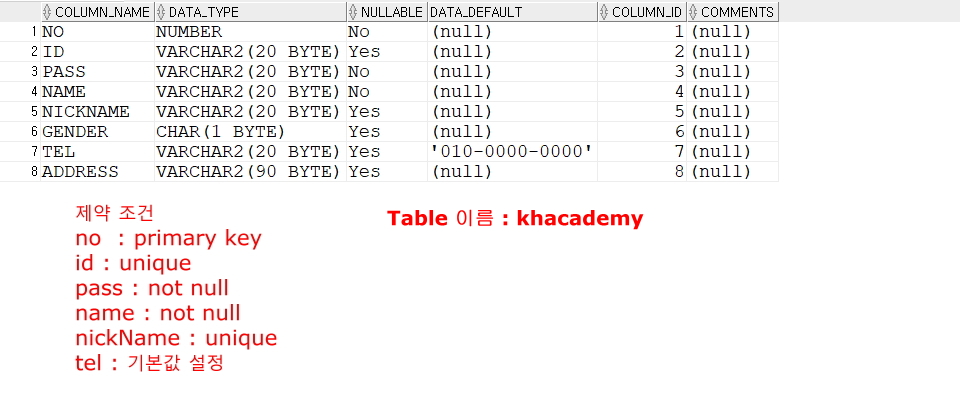 COLUMN_NAME DATA_TYPE NULLABLE DATA_DEFAULT COLUMN_ID COMMENTS
1 NO NUMBER No (null) 1 (null)
2 ID VARCHAR2(20 BYTE) Yes (null) 2 (null)
3 PASS VARCHAR2(20 BYTE) No (null) 3 (null)
4 NAME VARCHAR2(20 BYTE) No (null) 4 (null)
5 NICKNAME VARCHAR2(20 BYTE) Yes (null) 5 (null)
6 GENDER CHAR(1 BYTE) Yes (null) 6 (null)
7 TEL VARCHAR2(20 BYTE) Yes '010-0000-0000' 7 (null)
8 ADDRESS VARCHAR2(90 BYTE) Yes (null) 8 (null)
제약 조건
Table 이름 : khacademy
no : primary key
id : unique
pass : not null
name : not null
nickName : unique
tel : 기본값 설정